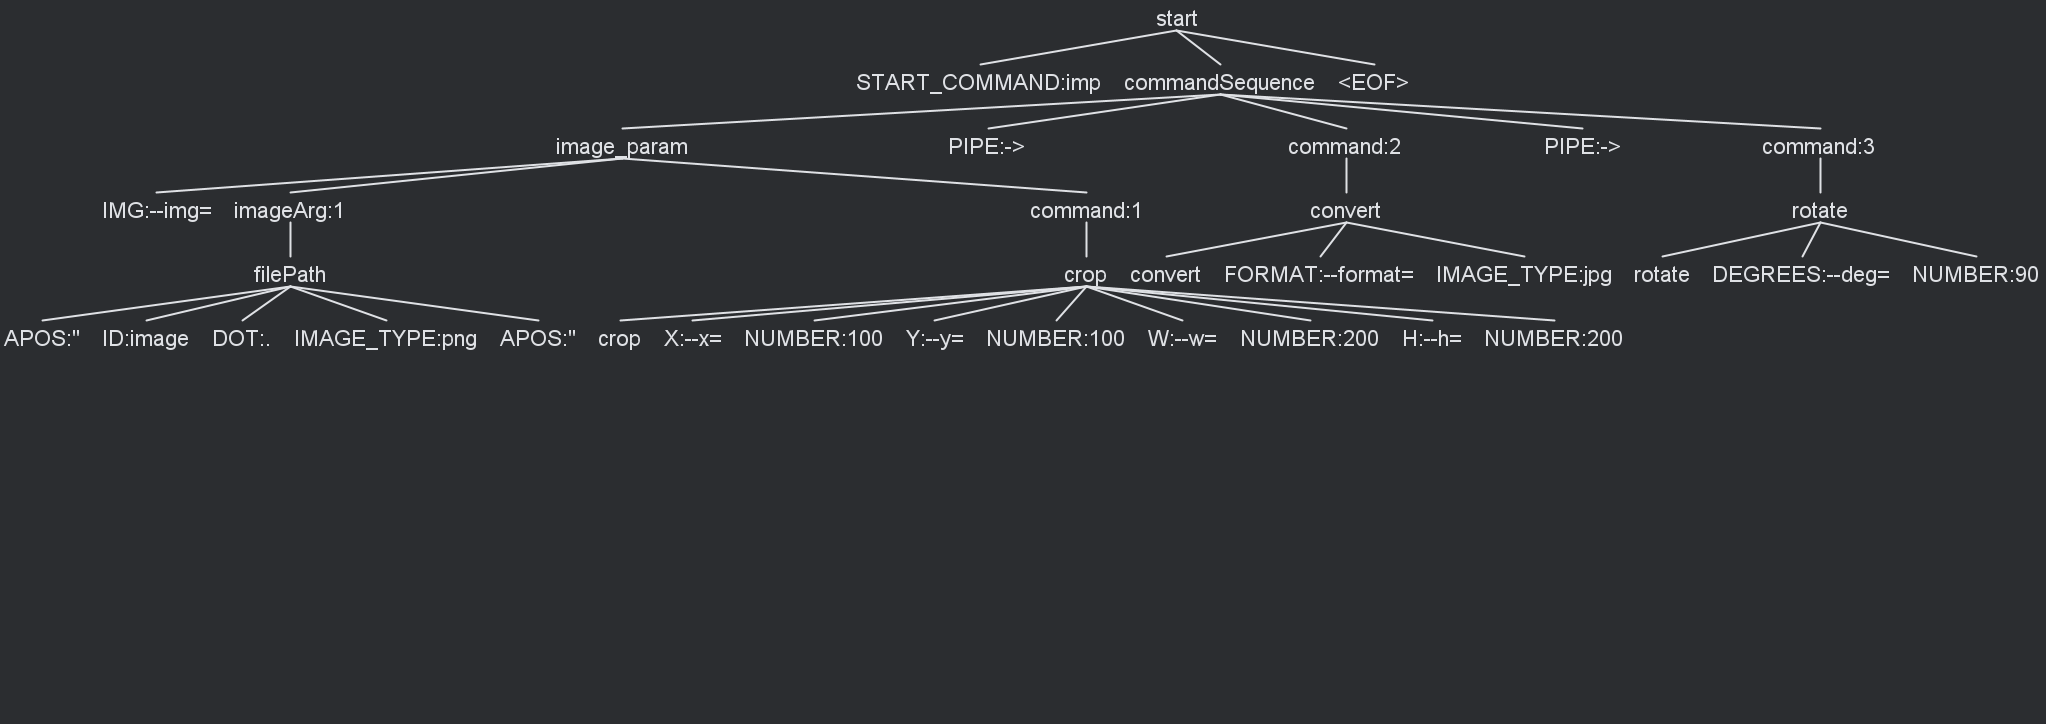 start
START_COMMAND:imp commandSequence <EOF>
image_param PIPE:-> command:2 PIPE:-> command:3
IMG:--img= imageArg:1 command:1 convert rotate
filePath crop convert FORMAT:--format= IMAGE_TYPE:jpg rotate DEGREES:--deg= NUMBER:90
APOS:" ID:image DOT:. IMAGE_TYPE:png APOS:" crop X:--x= NUMBER:100 Y:--y= NUMBER:100 W:--w= NUMBER:200 H:--h= NUMBER:200